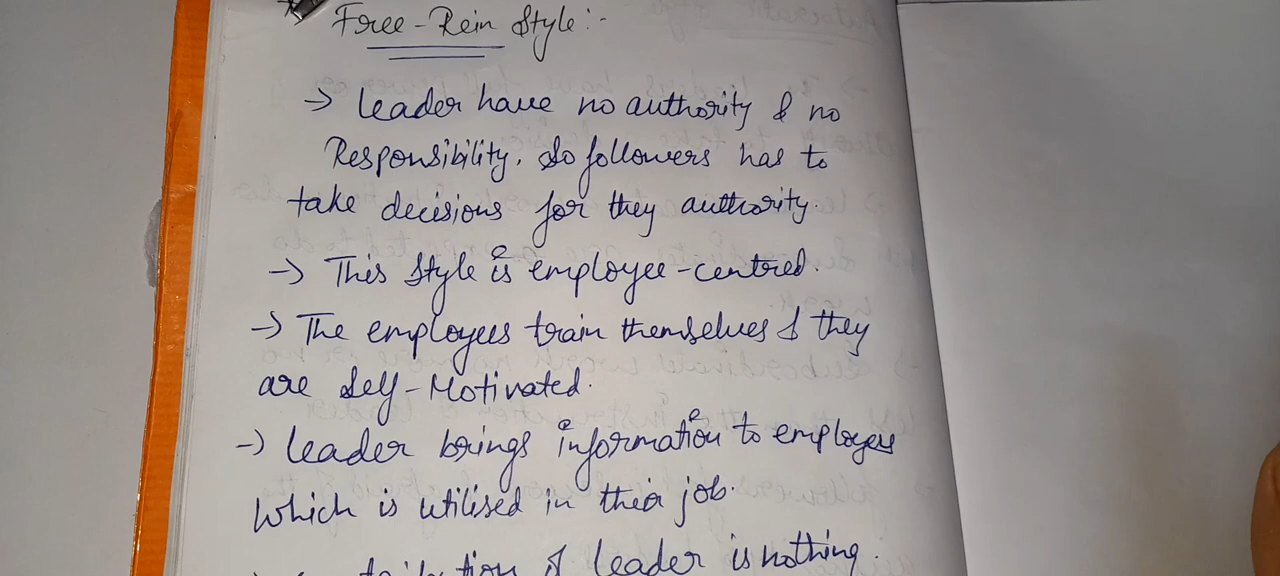 Free-Rein Style:-
→ Leader have no authority & no
Responsibility. So followers has to
take decisions for they authority.
→ This Style is employee-centred.
→ The employees train themselves & they
are Self-Motivated.
→ Leader brings information to employees
Which is utilised in their job.
of leader is nothing.